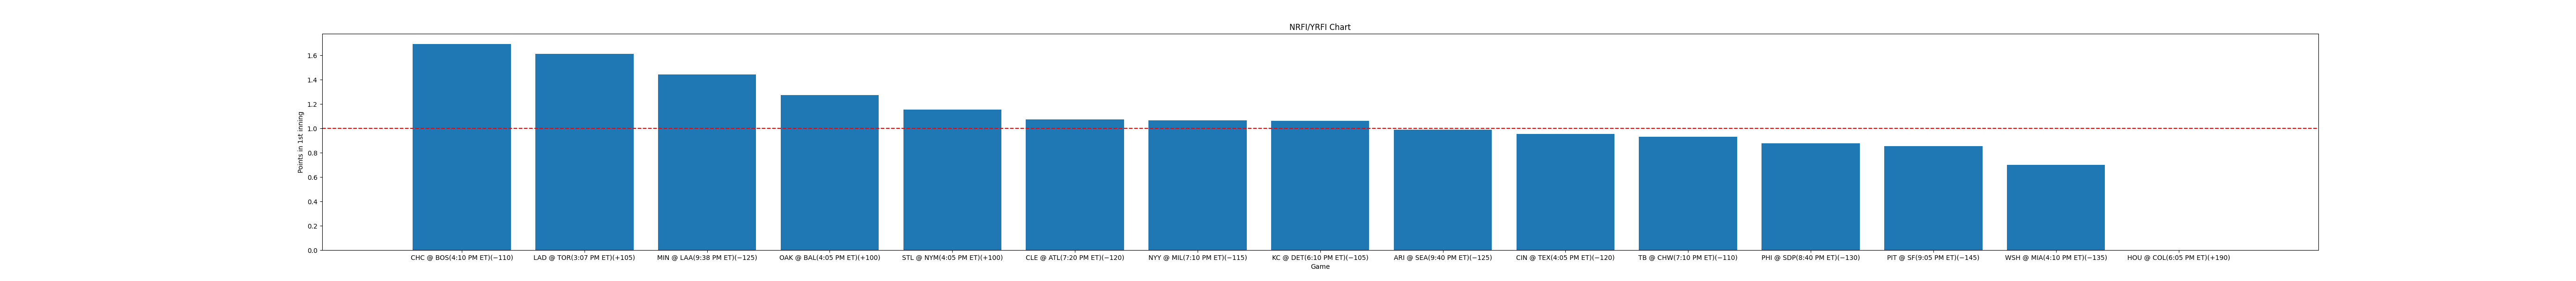 NRFI/YRFI Chart
Points in 1st inning
1.6
1.4
1.2
1.0
0.8
0.6
0.4
0.2
0.0
CHC @ BOS(4:10 PM ET)(−110) LAD @ TOR(3:07 PM ET)(+105) MIN @ LAA(9:38 PM ET)(−125) OAK @ BAL(4:05 PM ET)(+100) STL @ NYM(4:05 PM ET)(+100) CLE @ ATL(7:20 PM ET)(−120) NYY @ MIL(7:10 PM ET)(−115) KC @ DET(6:10 PM ET)(−105) ARI @ SEA(9:40 PM ET)(−125) CIN @ TEX(4:05 PM ET)(−120) TB @ CHW(7:10 PM ET)(−110) PHI @ SDP(8:40 PM ET)(−130) PIT @ SF(9:05 PM ET)(−145) WSH @ MIA(4:10 PM ET)(−135) HOU @ COL(6:05 PM ET)(+190)
Game